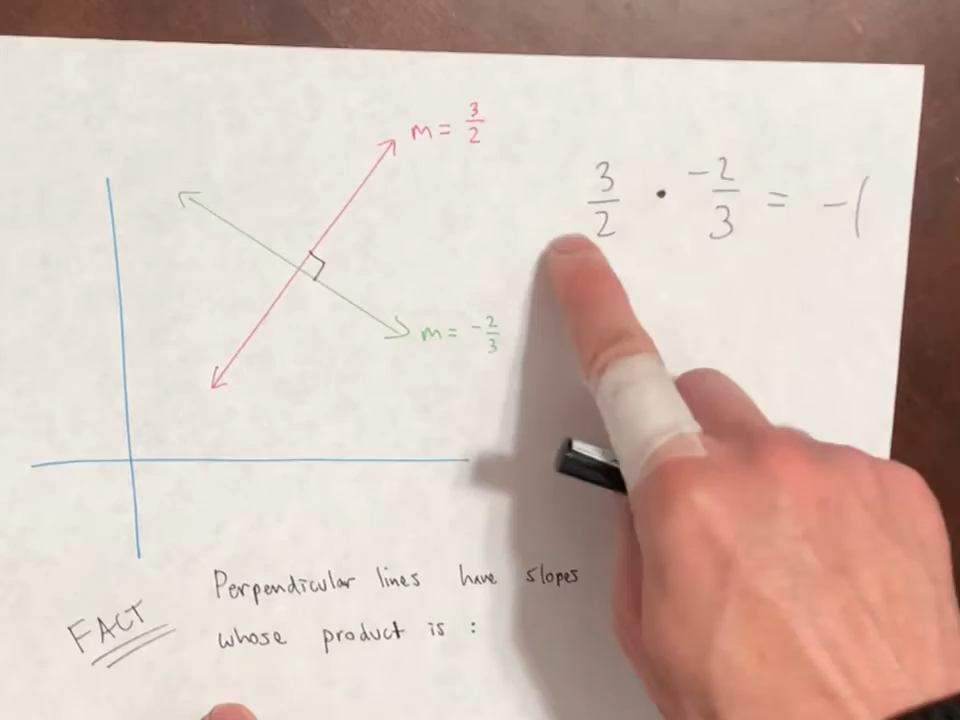 m = 3/2
3/2 · -2/3 = -1
m = -2/3
Perpendicular lines have slopes
FACT
whose product is :